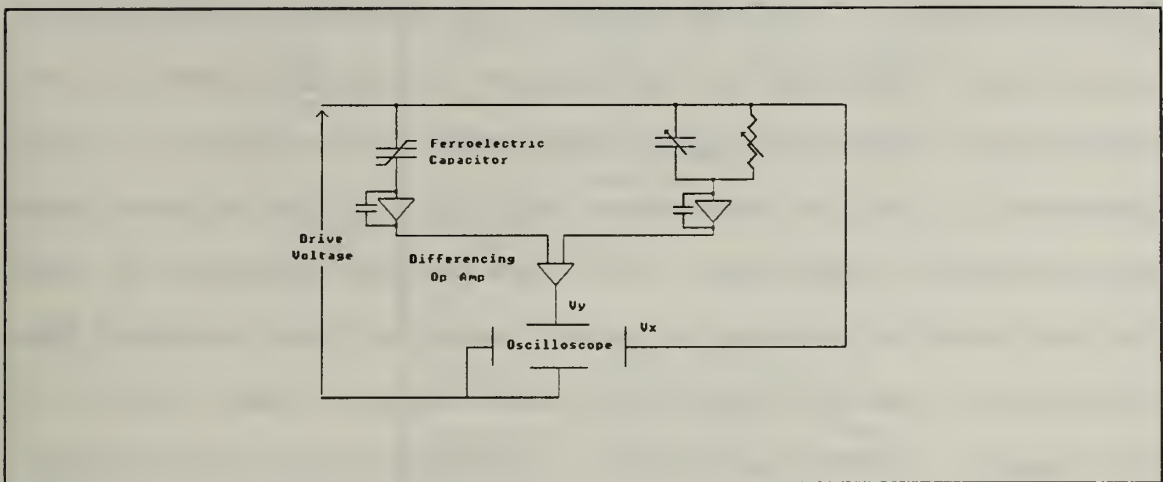 Ferroelectric
Capacitor
Drive
Voltage
Differencing
Op Amp
Vy
Vx
Oscilloscope